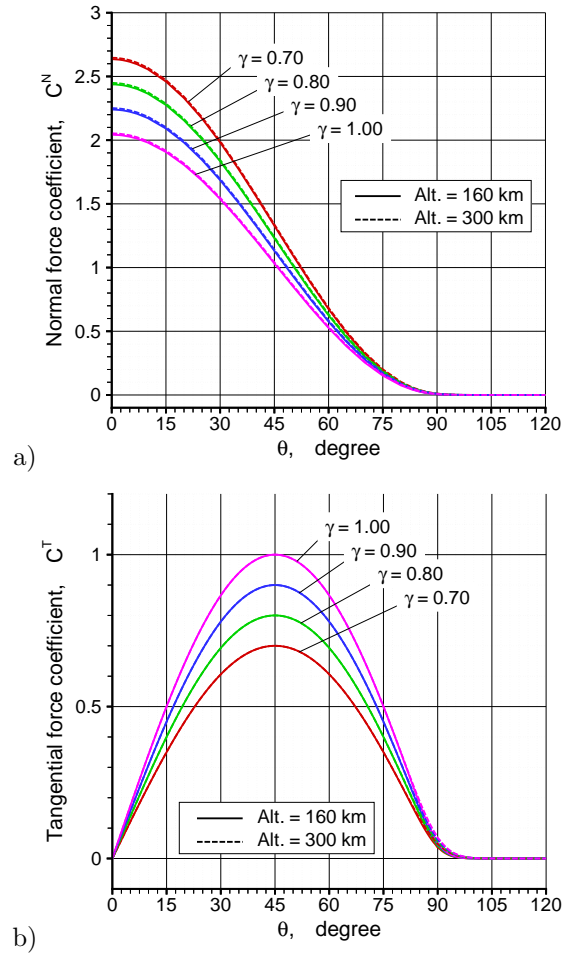 3
2.5
2
1.5
1
0.5
0
Normal force coefficient, C^N
γ = 0.70
γ = 0.80
γ = 0.90
γ = 1.00
Alt. = 160 km
Alt. = 300 km
0 15 30 45 60 75 90 105 120
θ, degree
a)
1
0.5
0
Tangential force coefficient, C^T
γ = 1.00
γ = 0.90
γ = 0.80
γ = 0.70
Alt. = 160 km
Alt. = 300 km
0 15 30 45 60 75 90 105 120
θ, degree
b)